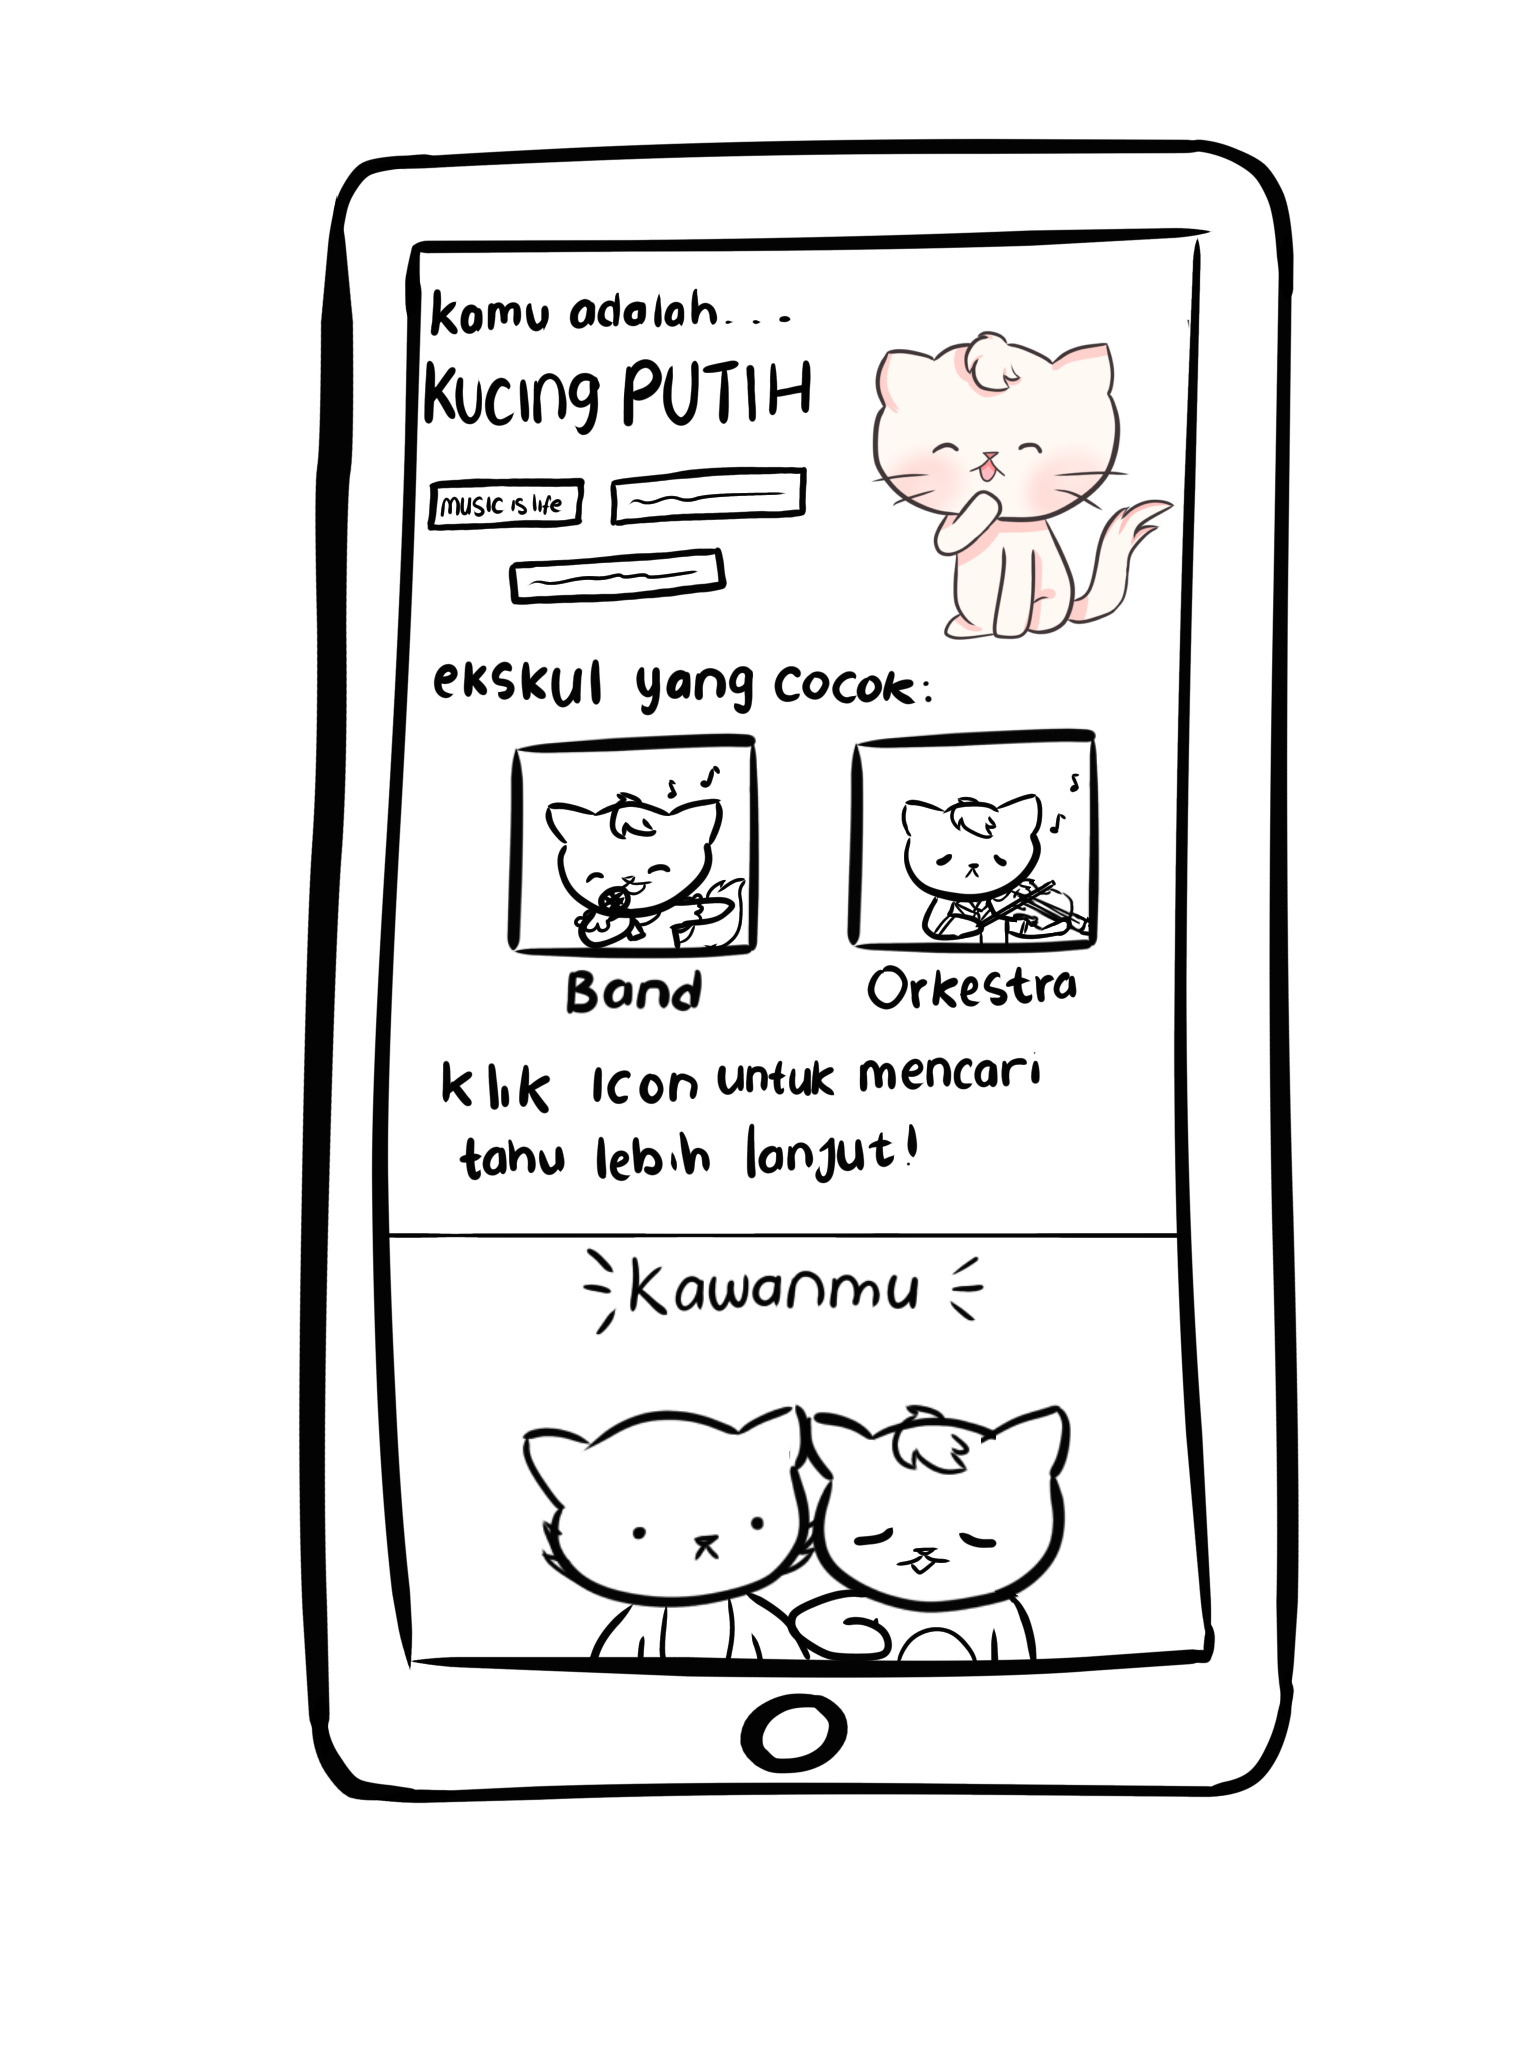 kamu adalah...
Kucing PUTIH
music is life
ekskul yang cocok:
Band
Orkestra
Klik icon untuk mencari
tahu lebih lanjut!
Kawanmu